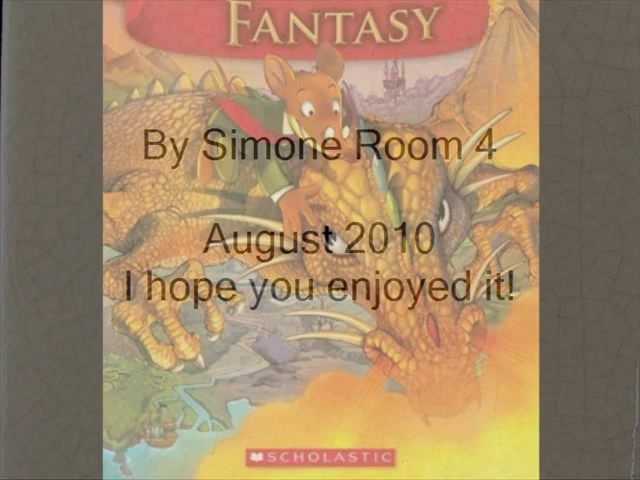 FANTASY
By Simone Room 4
August 2010
I hope you enjoyed it!
SCHOLASTIC